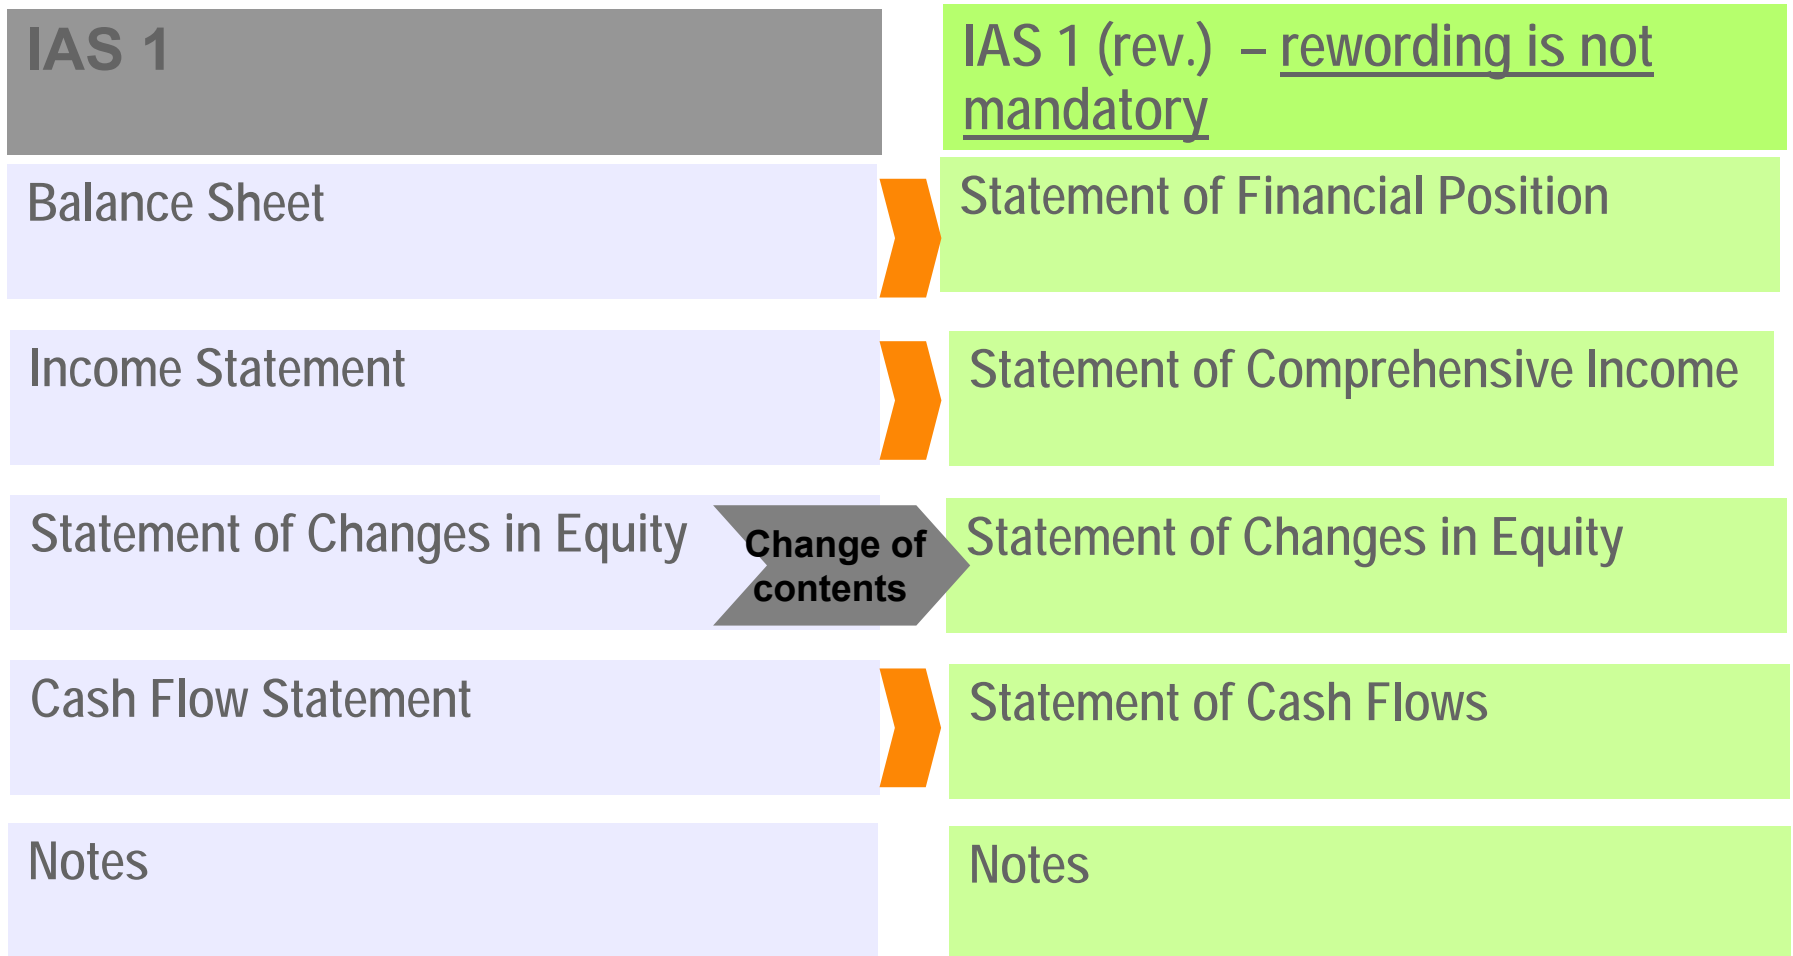 IAS 1
IAS 1 (rev.) – rewording is not
mandatory
Balance Sheet
Statement of Financial Position
Income Statement
Statement of Comprehensive Income
Statement of Changes in Equity
Change of
contents
Statement of Changes in Equity
Cash Flow Statement
Statement of Cash Flows
Notes
Notes